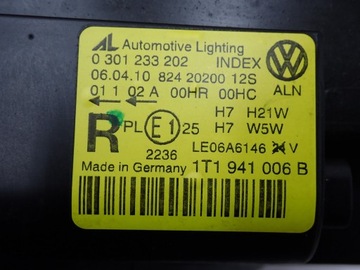 AL Automotive Lighting
0 301 233 202 INDEX
06.04.10 824 20200 12S
01 1 02 A 00HR 00HC ALN
R PL E1 25 H7 H21W
H7 W5W
2236 LE06A6146 V
Made in Germany 1T1 941 006 B